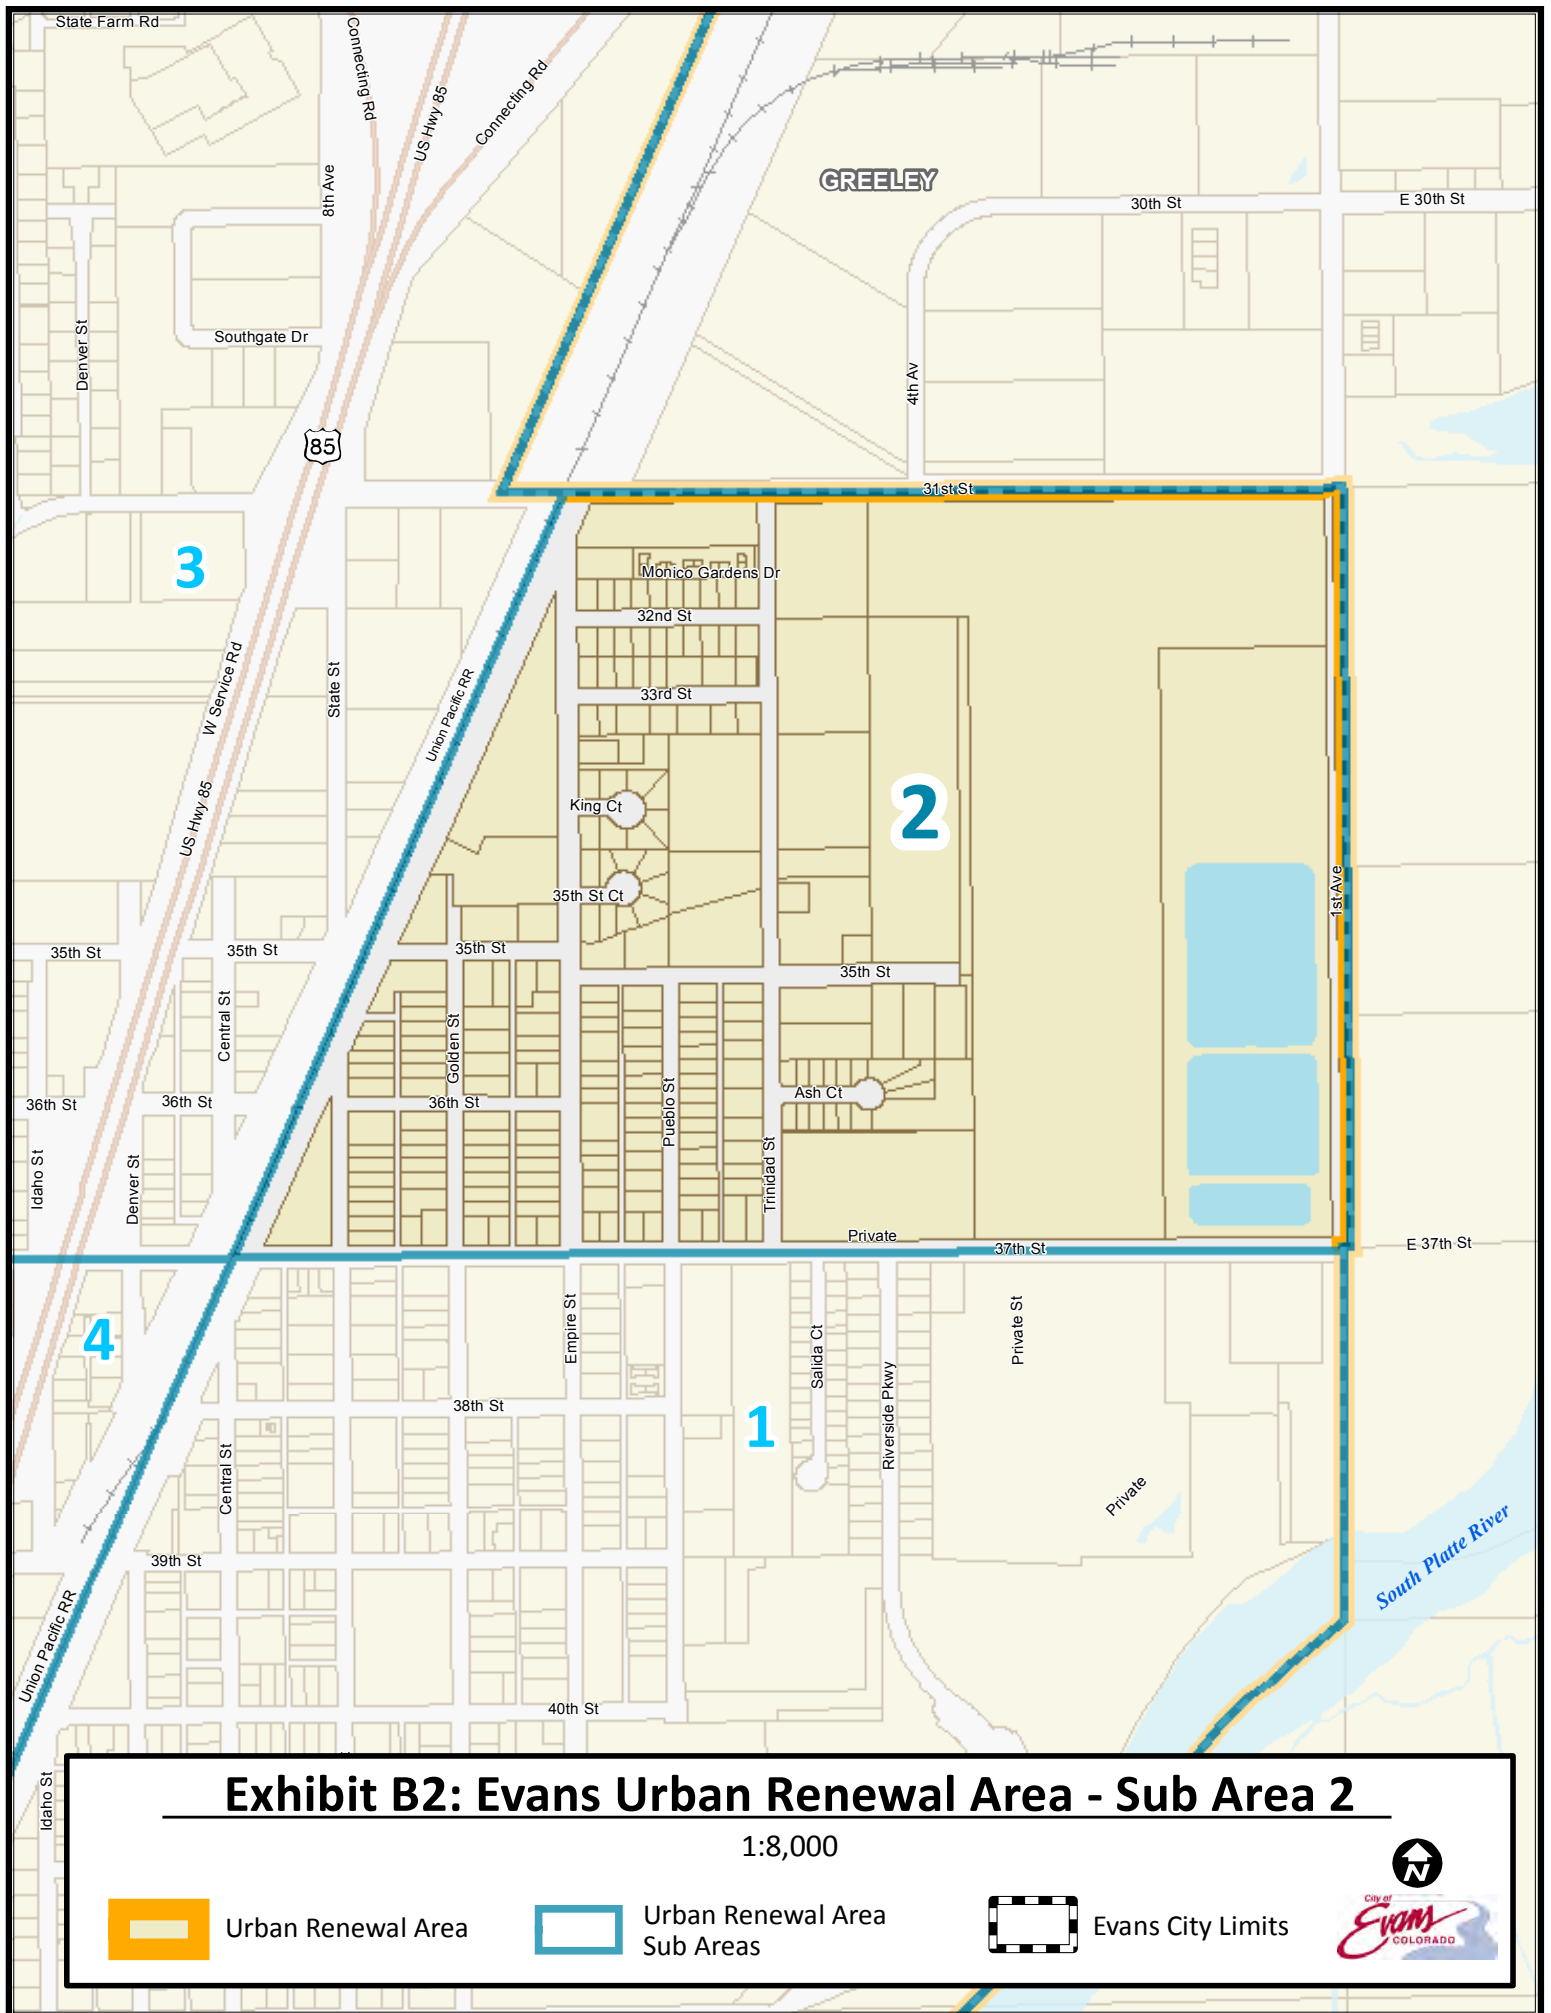 State Farm Rd
Connecting Rd
US Hwy 85
Connecting Rd
8th Ave
GREELEY
30th St
E 30th St
Denver St
Southgate Dr
4th Av
85
31st St
3
Monico Gardens Dr
32nd St
W Service Rd
State St
Union Pacific RR
33rd St
2
US Hwy 85
King Ct
35th St Ct
1st Ave
35th St
35th St
35th St
35th St
Central St
Golden St
36th St
36th St
36th St
Pueblo St
Ash Ct
Idaho St
Denver St
Trinidad St
Private
37th St
E 37th St
4
Empire St
Salida Ct
Private St
Riverside Pkwy
38th St
1
Central St
Private
39th St
South Platte River
Union Pacific RR
40th St
Idaho St
Exhibit B2: Evans Urban Renewal Area - Sub Area 2
1:8,000
N
Urban Renewal Area
Urban Renewal Area
Sub Areas
Evans City Limits
City of
Evans
COLORADO